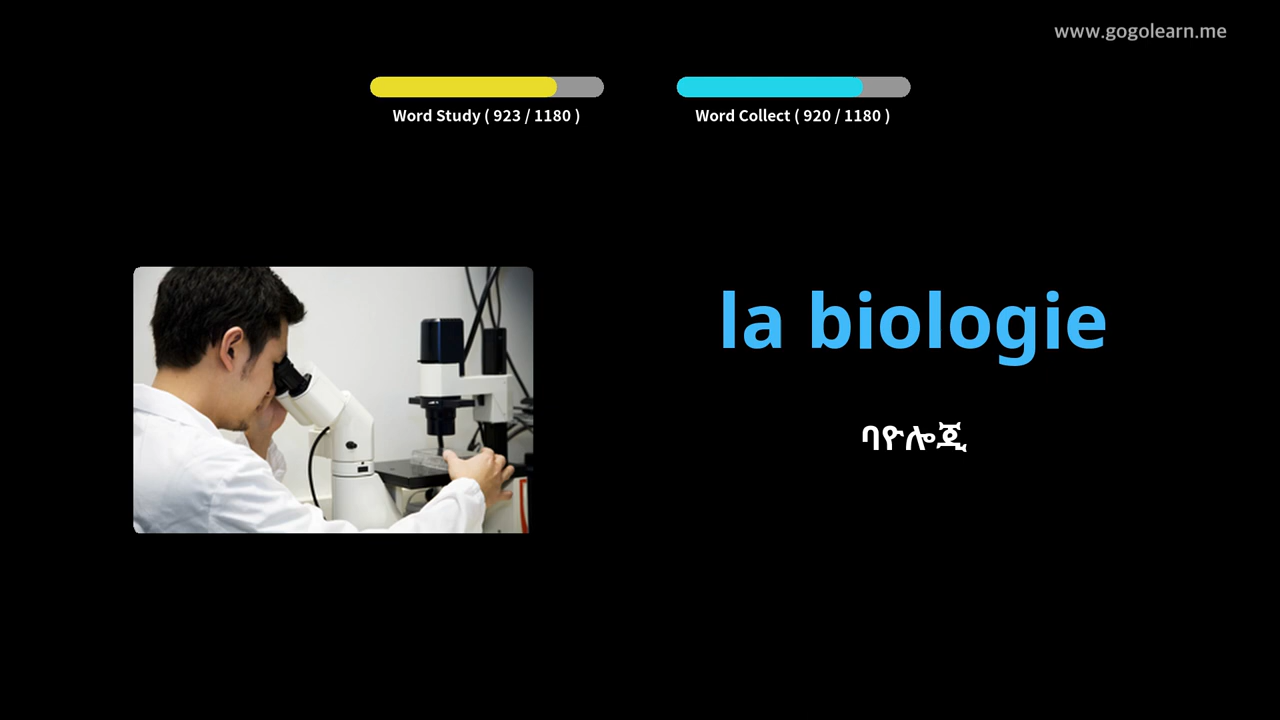 www.gogolearn.me
Word Study ( 923 / 1180 )
Word Collect ( 920 / 1180 )
la biologie
ባዮሎጂ